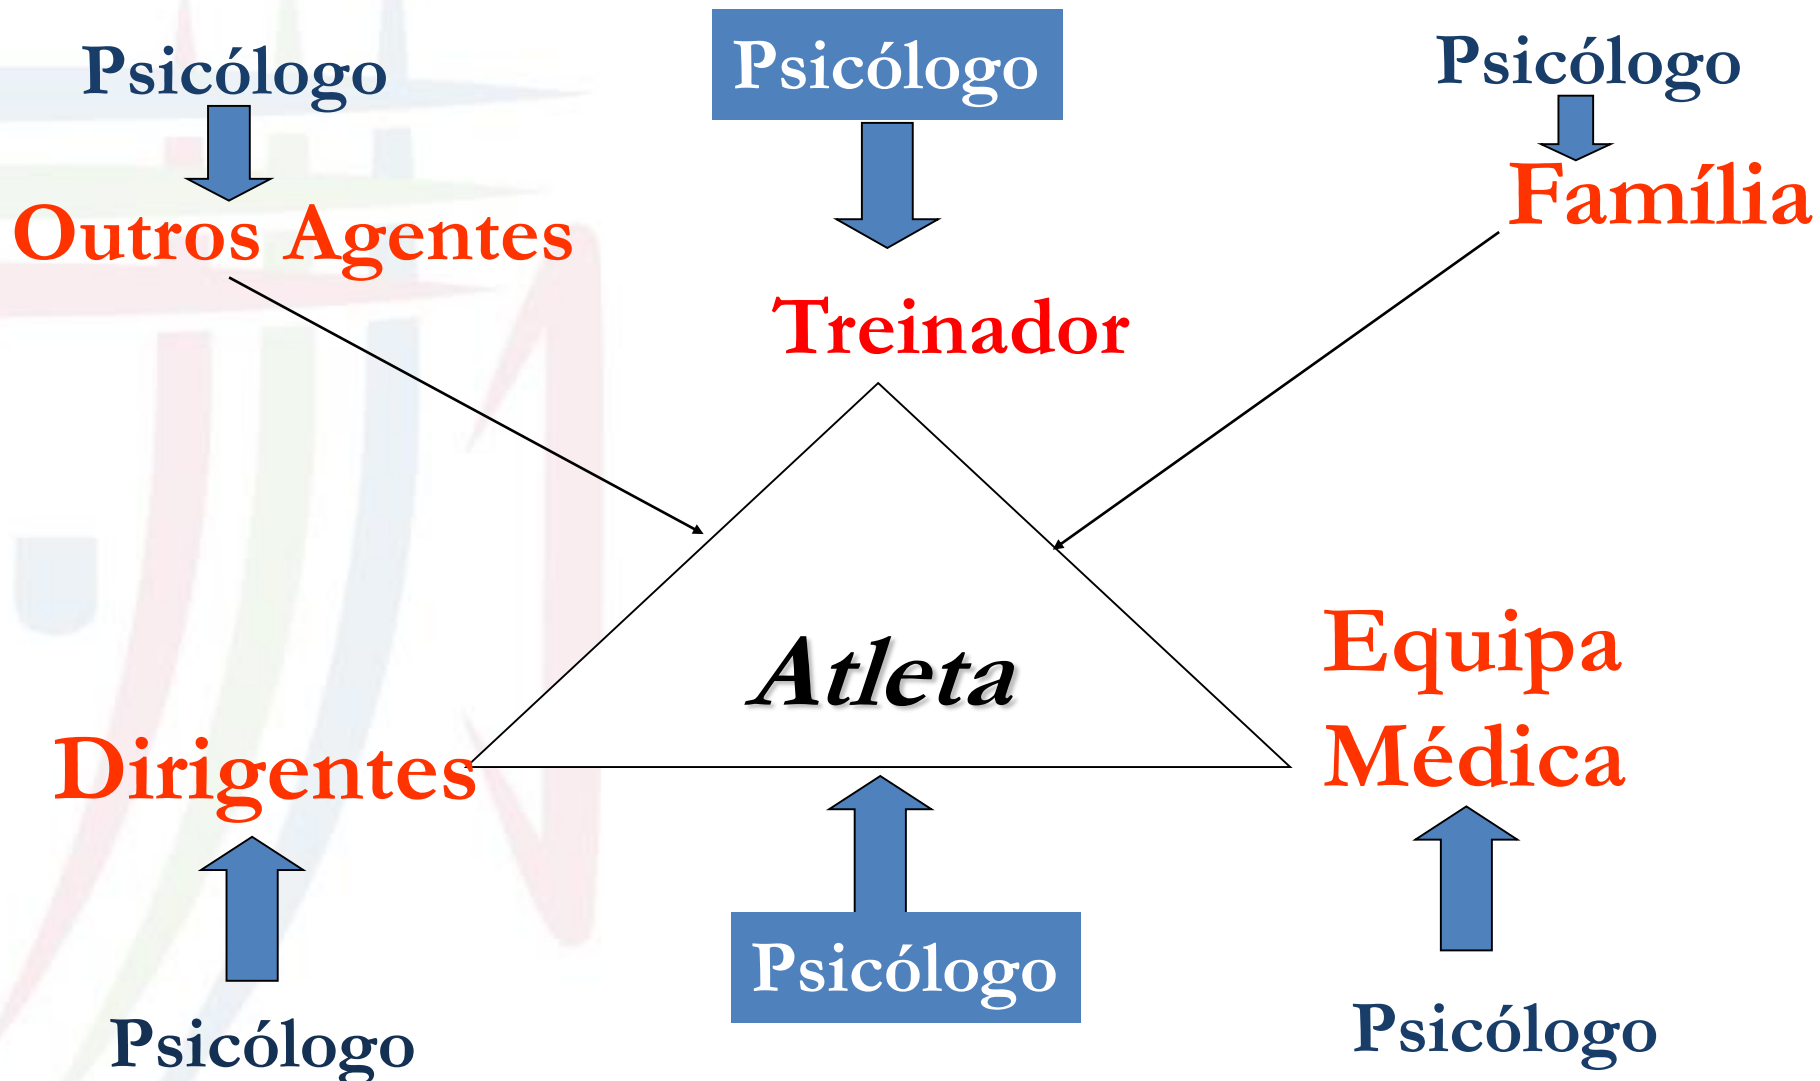 Psicólogo
Psicólogo
Psicólogo
Outros Agentes
Família
Treinador
Atleta
Equipa
Médica
Dirigentes
Psicólogo
Psicólogo
Psicólogo